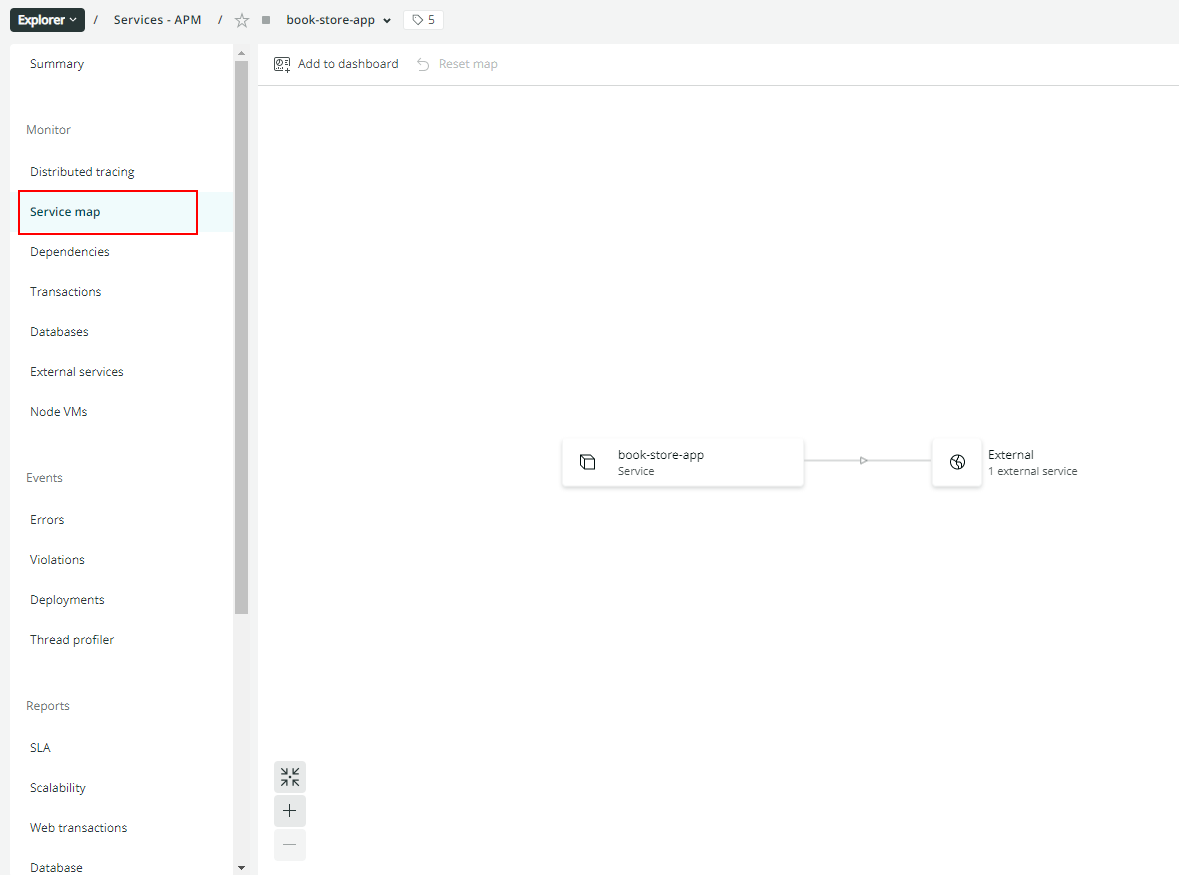 Explorer / Services - APM / book-store-app 5
Summary
Monitor
Distributed tracing
Service map
Dependencies
Transactions
Databases
External services
Node VMs
Events
Errors
Violations
Deployments
Thread profiler
Reports
SLA
Scalability
Web transactions
Database
Add to dashboard Reset map
book-store-app
Service
External
1 external service